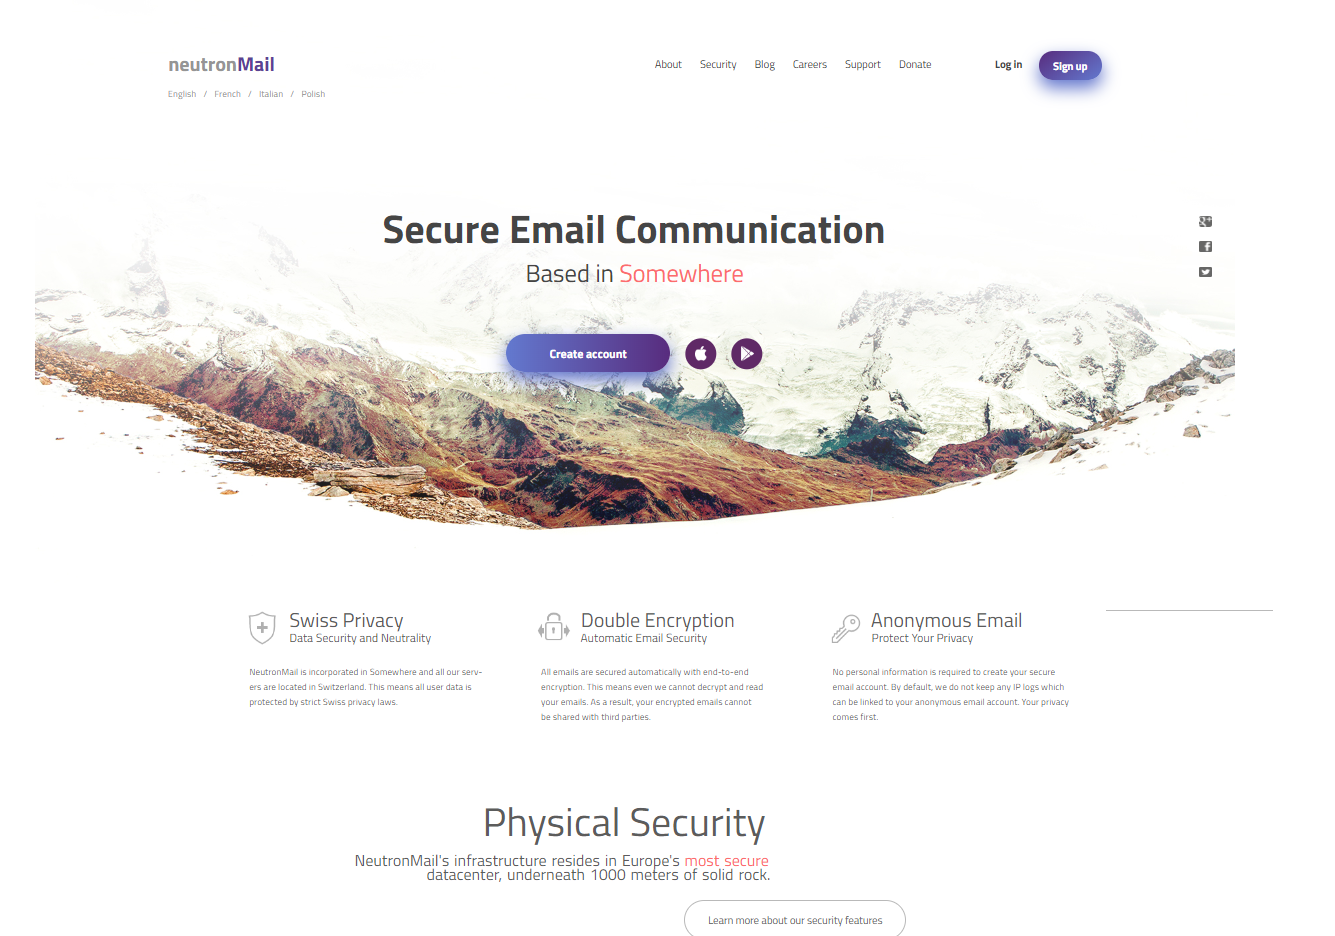 neutronMail
About Security Blog Careers Support Donate Log in Sign up
English / French / Italian / Polish
Secure Email Communication
Based in Somewhere
Create account
Swiss Privacy
Data Security and Neutrality
NeutronMail is incorporated in Somewhere and all our serv-
ers are located in Switzerland. This means all user data is
protected by strict Swiss privacy laws.
Double Encryption
Automatic Email Security
All emails are secured automatically with end-to-end
encryption. This means even we cannot decrypt and read
your emails. As a result, your encrypted emails cannot
be shared with third parties.
Anonymous Email
Protect Your Privacy
No personal information is required to create your secure
email account. By default, we do not keep any IP logs which
can be linked to your anonymous email account. Your privacy
comes first.
Physical Security
NeutronMail's infrastructure resides in Europe's most secure
datacenter, underneath 1000 meters of solid rock.
Learn more about our security features